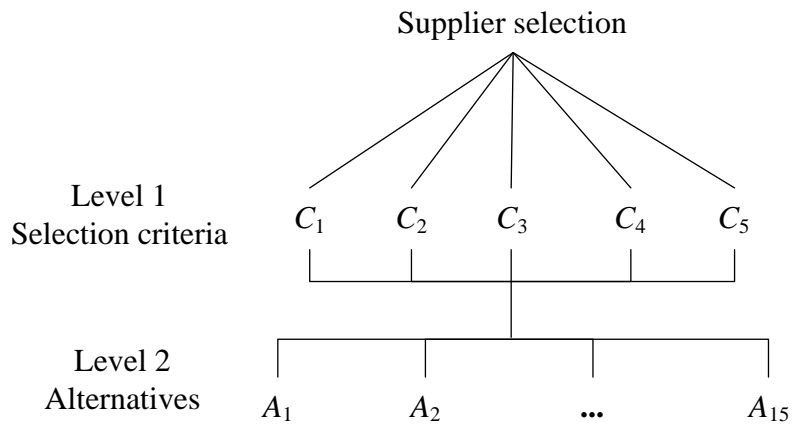 Supplier selection
Level 1
Selection criteria
C₁ C₂ C₃ C₄ C₅
Level 2
Alternatives
A₁ A₂ ... A₁₅